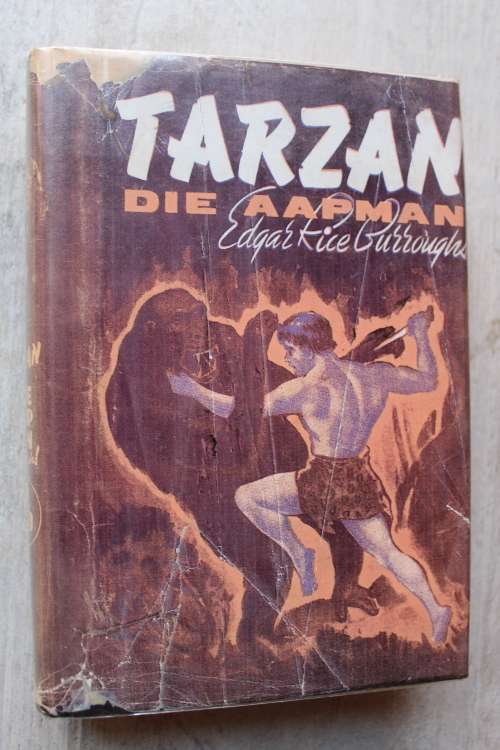 TARZAN
DIE AAPMAN
Edgar Rice Burroughs